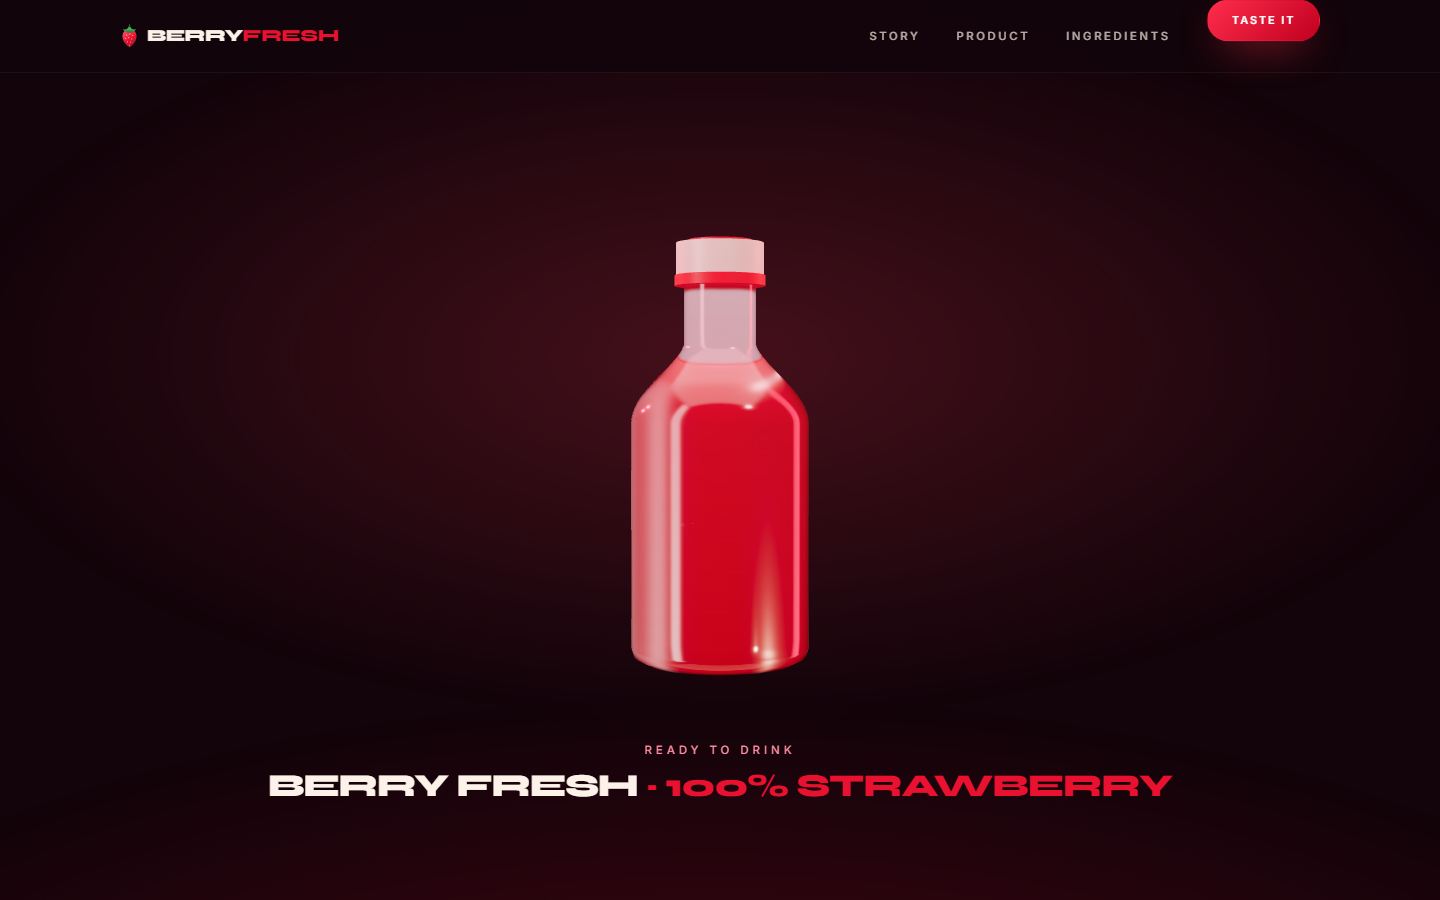 BERRYFRESH
STORY PRODUCT INGREDIENTS TASTE IT
READY TO DRINK
BERRY FRESH - 100% STRAWBERRY